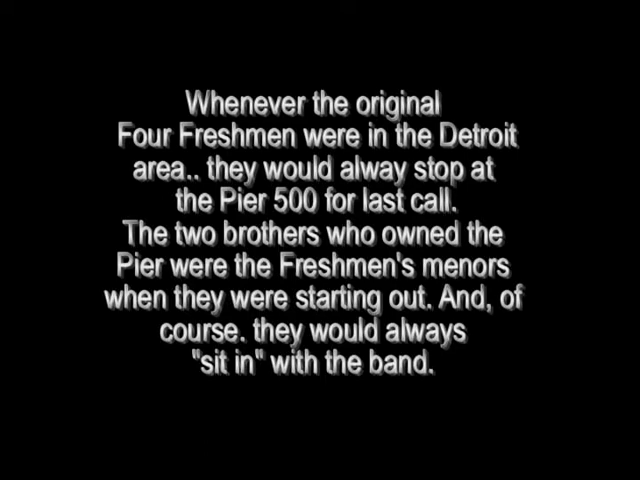 Whenever the original
Four Freshmen were in the Detroit
area.. they would alway stop at
the Pier 500 for last call.
The two brothers who owned the
Pier were the Freshmen's menors
when they were starting out. And, of
course. they would always
"sit in" with the band.